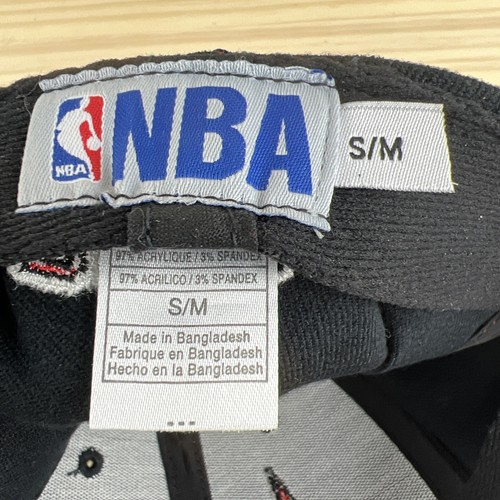 NBA
NBA
S/M
97% ACRYLIQUE / 3% SPANDEX
97% ACRILICO / 3% SPANDEX
S/M
Made in Bangladesh
Fabrique en Bangladesh
Hecho en la Bangladesh